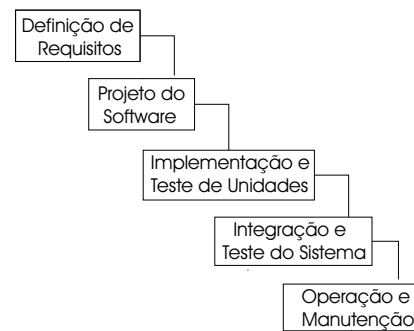 Definição de
Requisitos
Projeto do
Software
Implementação e
Teste de Unidades
Integração e
Teste do Sistema
Operação e
Manutenção